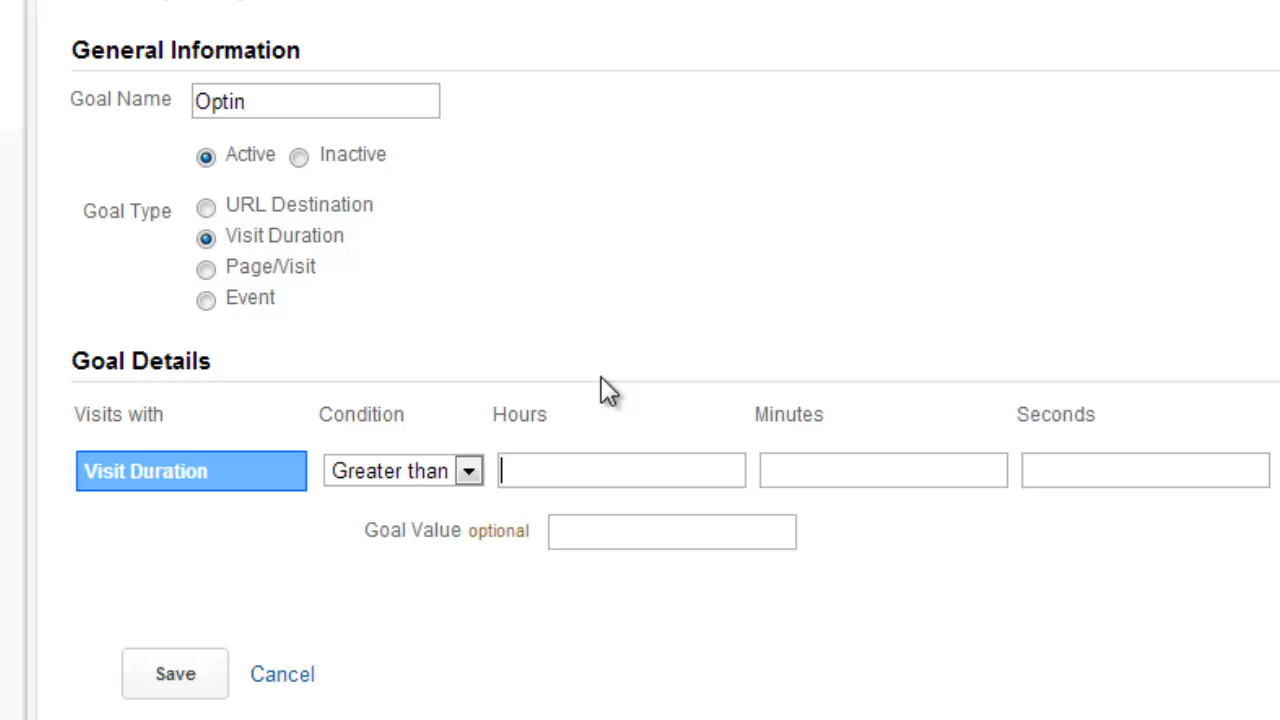 General Information
Goal Name Optin
Active Inactive
Goal Type URL Destination
Visit Duration
Page/Visit
Event
Goal Details
Visits with Condition Hours Minutes Seconds
Visit Duration Greater than
Goal Value optional
Save Cancel